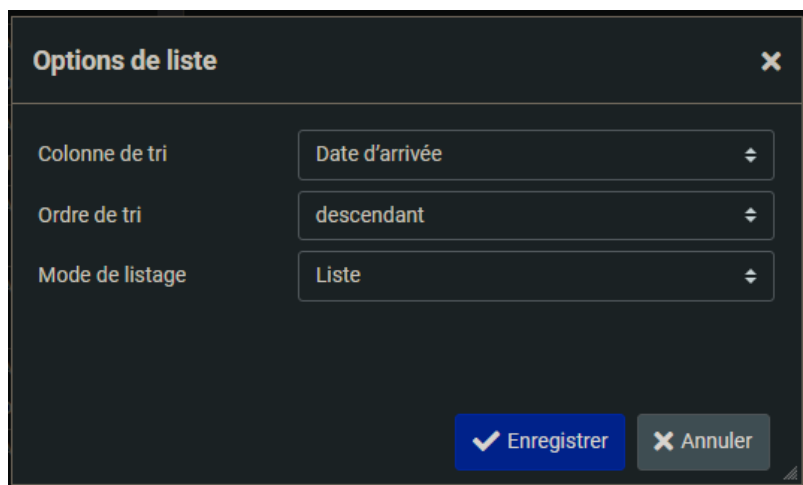 Options de liste
Colonne de tri Date d’arrivée
Ordre de tri descendant
Mode de listage Liste
Enregistrer Annuler